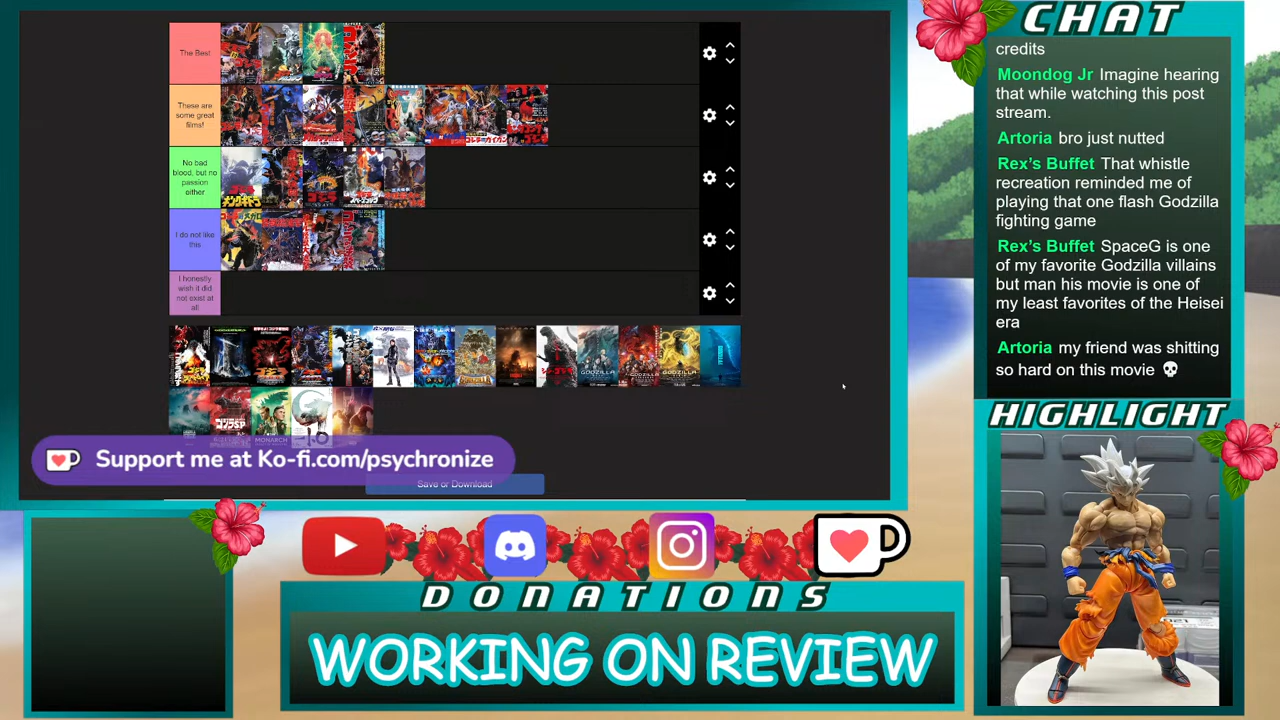 The Best
These are
some great
films!
No bad
blood, but no
passion
either.
I do not like
this
I honestly
wish it did
not exist at
all
MONARCH
Support me at Ko-fi.com/psychronize
Save or Download
CHAT
credits
Moondog Jr Imagine hearing
that while watching this post
stream.
Artoria bro just nutted
Rex's Buffet That whistle
recreation reminded me of
playing that one flash Godzilla
fighting game
Rex's Buffet SpaceG is one
of my favorite Godzilla villains
but man his movie is one of
my least favorites of the Heisei
era
Artoria my friend was shitting
so hard on this movie 💀
HIGHLIGHT
DONATIONS
WORKING ON REVIEW